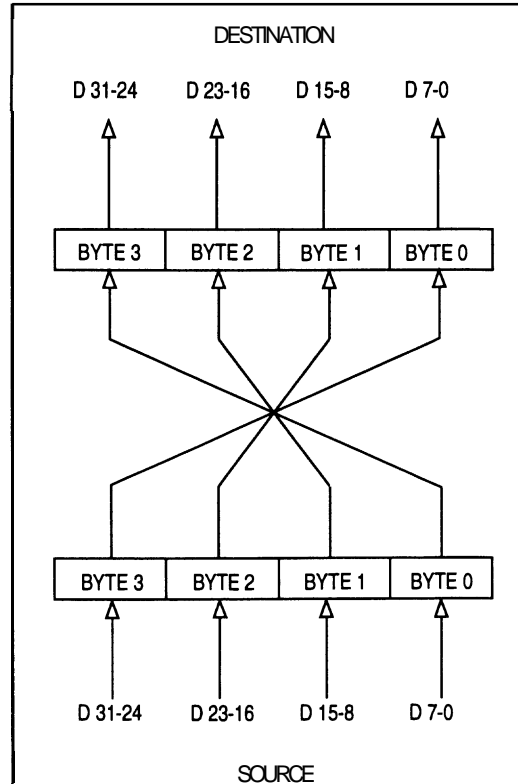 DESTINATION
D 31-24 D 23-16 D 15-8 D 7-0
BYTE 3 BYTE 2 BYTE 1 BYTE 0
BYTE 3 BYTE 2 BYTE 1 BYTE 0
D 31-24 D 23-16 D 15-8 D 7-0
SOURCE